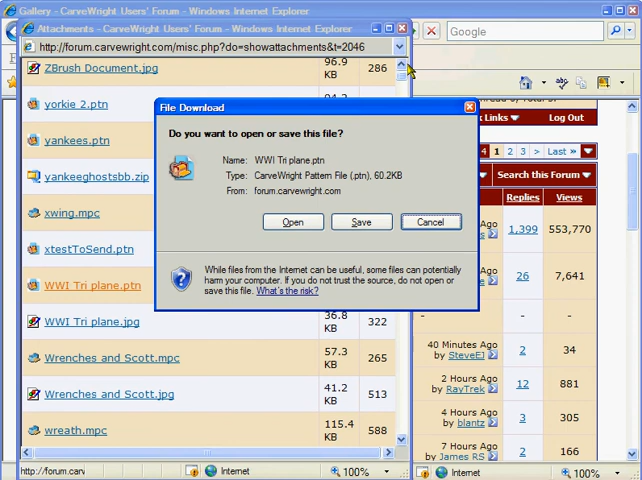 Gallery - CarveWright Users' Forum - Windows Internet Explorer
Attachments - CarveWright Users' Forum - Windows Internet Explorer
http://forum.carvewright.com/misc.php?do=showattachments&t=2046
Google
ZBrush Document.jpg 96.9 KB 286
yorkie 2.ptn
yankees.ptn
yankeeghostsbb.zip
xwing.mpc
xtestToSend.ptn
WWI Tri plane.ptn
WWI Tri plane.jpg 36.8 KB 322
Wrenches and Scott.mpc 57.3 KB 265
Wrenches and Scott.jpg 41.2 KB 513
wreath.mpc 115.4 KB 588
File Download
Do you want to open or save this file?
Name: WWI Tri plane.ptn
Type: CarveWright Pattern File (.ptn), 60.2KB
From: forum.carvewright.com
Open Save Cancel
While files from the Internet can be useful, some files can potentially
harm your computer. If you do not trust the source, do not open or
save this file. What's the risk?
Links Log Out
4 1 2 3 > Last »
Search this Forum
Replies Views
Ago 1,399 553,770
Ago 26 7,641
- - -
40 Minutes Ago
by SteveEJ 2 34
2 Hours Ago
by RayTrek 12 881
4 Hours Ago
by blantz 3 305
7 Hours Ago
by James RS 2 166
http://forum.carv Internet 100%
Internet 100%